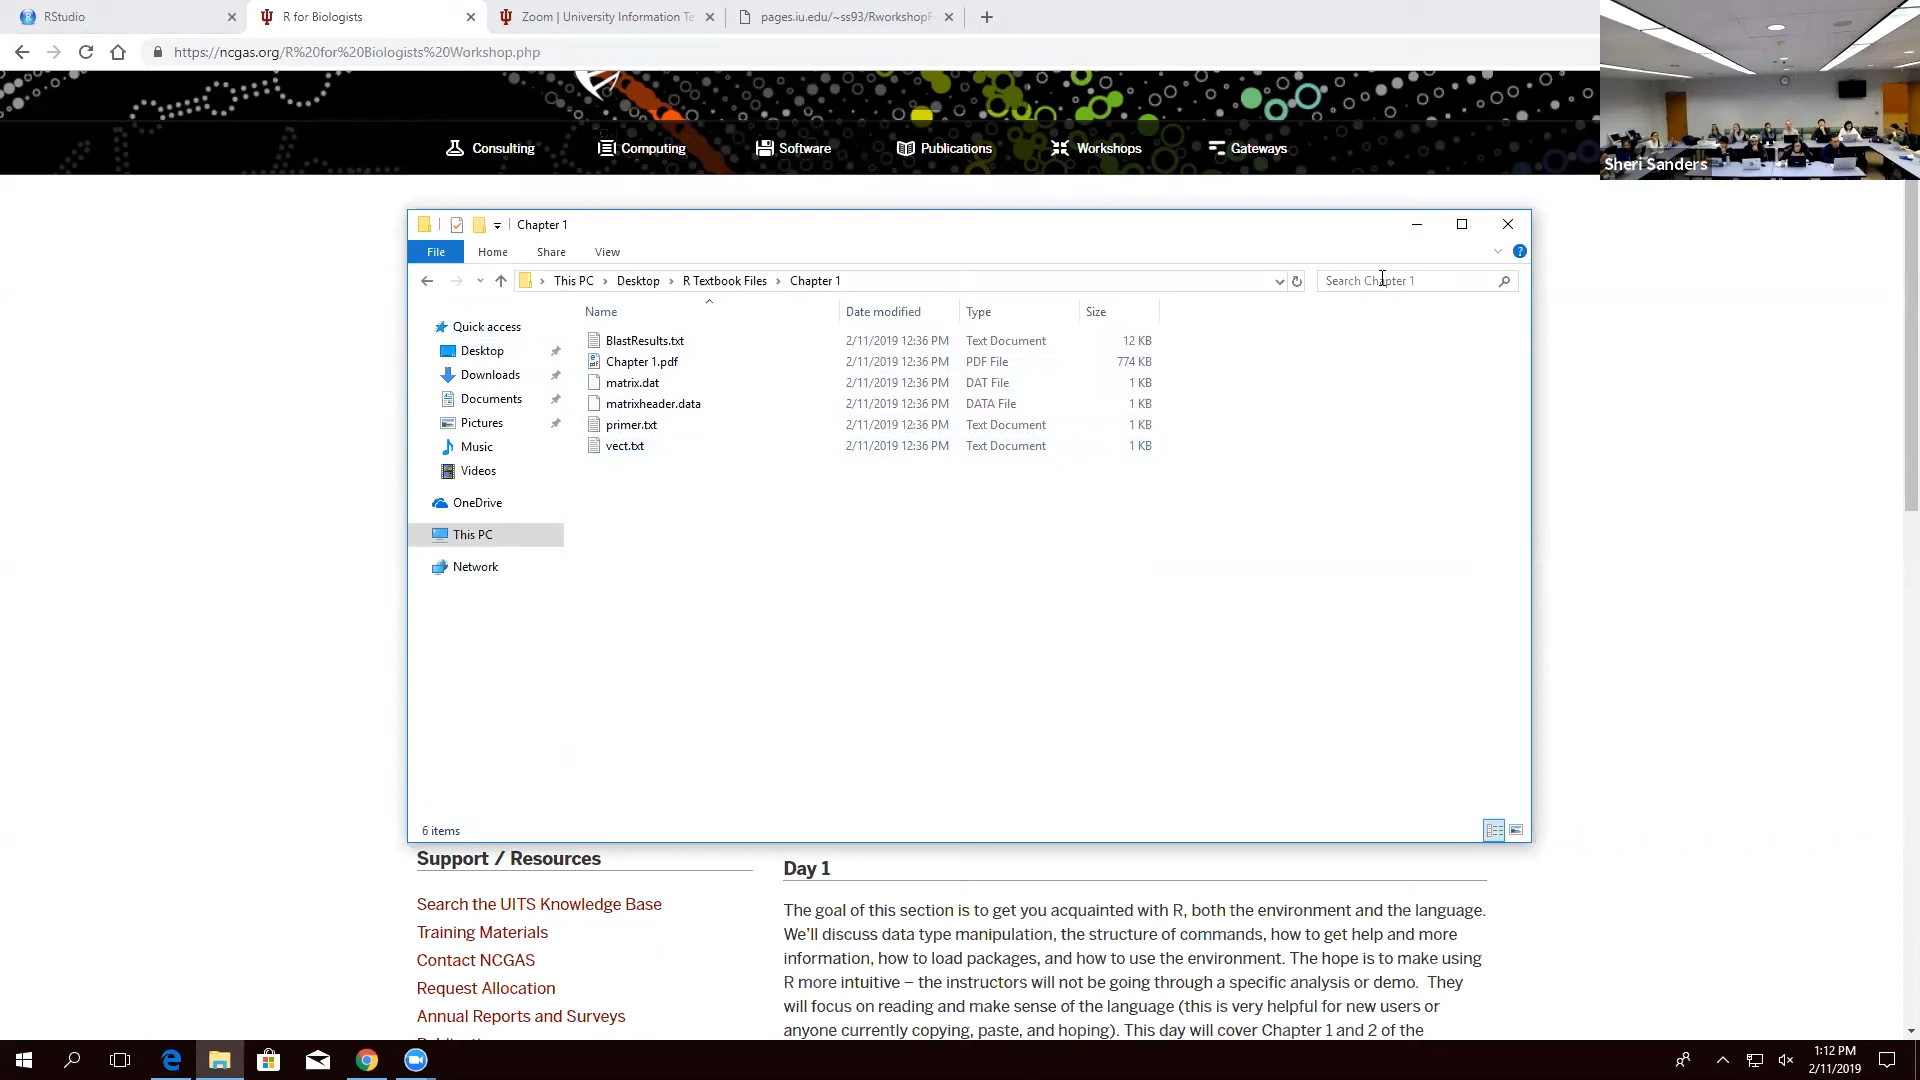 RStudio
R for Biologists
Zoom | University Information Te
pages.iu.edu/~ss93/RworkshopF
https://ncgas.org/R%20for%20Biologists%20Workshop.php
Consulting
Computing
Software
Publications
Workshops
Gateways
Sheri Sanders
Chapter 1
File
Home
Share
View
This PC > Desktop > R Textbook Files > Chapter 1
Search Chapter 1
Name
Date modified
Type
Size
Quick access
Desktop
Downloads
Documents
Pictures
Music
Videos
OneDrive
This PC
Network
BlastResults.txt 2/11/2019 12:36 PM Text Document 12 KB
Chapter 1.pdf 2/11/2019 12:36 PM PDF File 774 KB
matrix.dat 2/11/2019 12:36 PM DAT File 1 KB
matrixheader.data 2/11/2019 12:36 PM DATA File 1 KB
primer.txt 2/11/2019 12:36 PM Text Document 1 KB
vect.txt 2/11/2019 12:36 PM Text Document 1 KB
6 items
Support / Resources
Search the UITS Knowledge Base
Training Materials
Contact NCGAS
Request Allocation
Annual Reports and Surveys
Day 1
The goal of this section is to get you acquainted with R, both the environment and the language.
We'll discuss data type manipulation, the structure of commands, how to get help and more
information, how to load packages, and how to use the environment. The hope is to make using
R more intuitive – the instructors will not be going through a specific analysis or demo. They
will focus on reading and make sense of the language (this is very helpful for new users or
anyone currently copying, paste, and hoping). This day will cover Chapter 1 and 2 of the
1:12 PM
2/11/2019